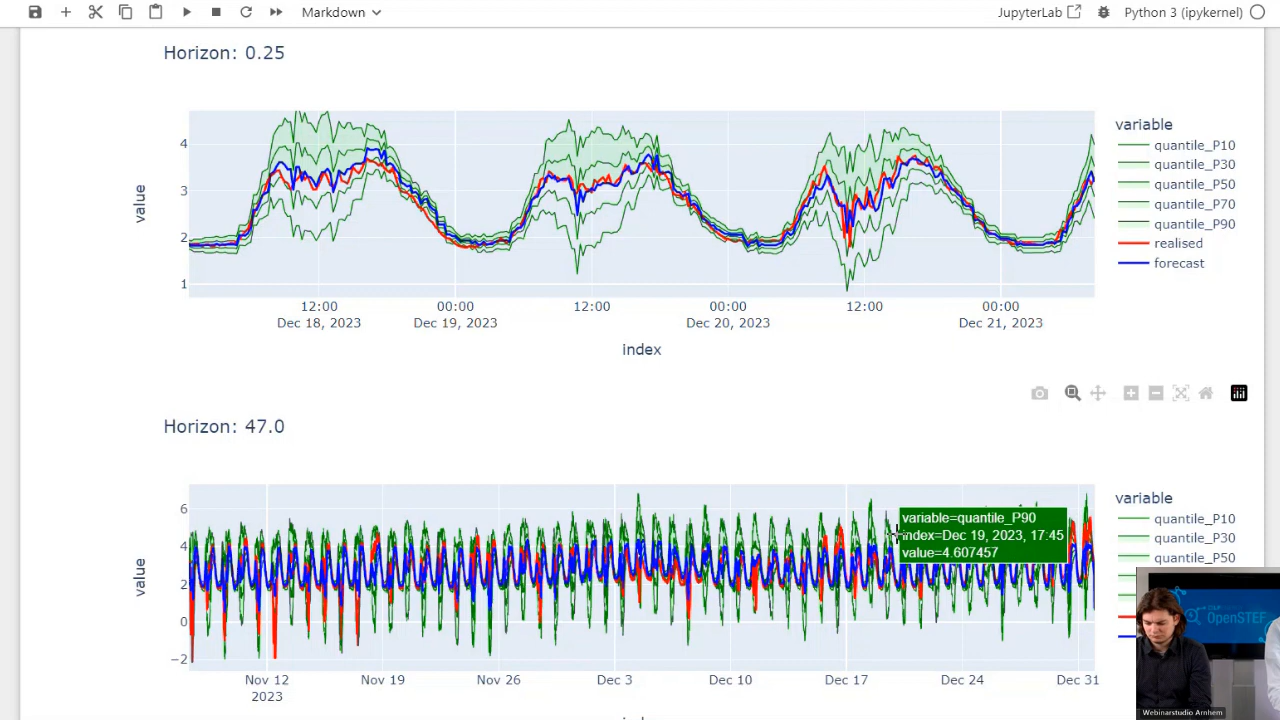 Markdown
JupyterLab
Python 3 (ipykernel)
Horizon: 0.25
variable
quantile_P10
quantile_P30
quantile_P50
quantile_P70
quantile_P90
realised
forecast
value
4
3
2
1
12:00
Dec 18, 2023
00:00
Dec 19, 2023
12:00
00:00
Dec 20, 2023
12:00
00:00
Dec 21, 2023
index
Horizon: 47.0
variable
quantile_P10
quantile_P30
quantile_P50
value
6
4
2
0
−2
variable=quantile_P90
index=Dec 19, 2023, 17:45
value=4.607457
Nov 12
2023
Nov 19
Nov 26
Dec 3
Dec 10
Dec 17
Dec 24
Dec 31
OpenSTEF
Webinarstudio Arnhem